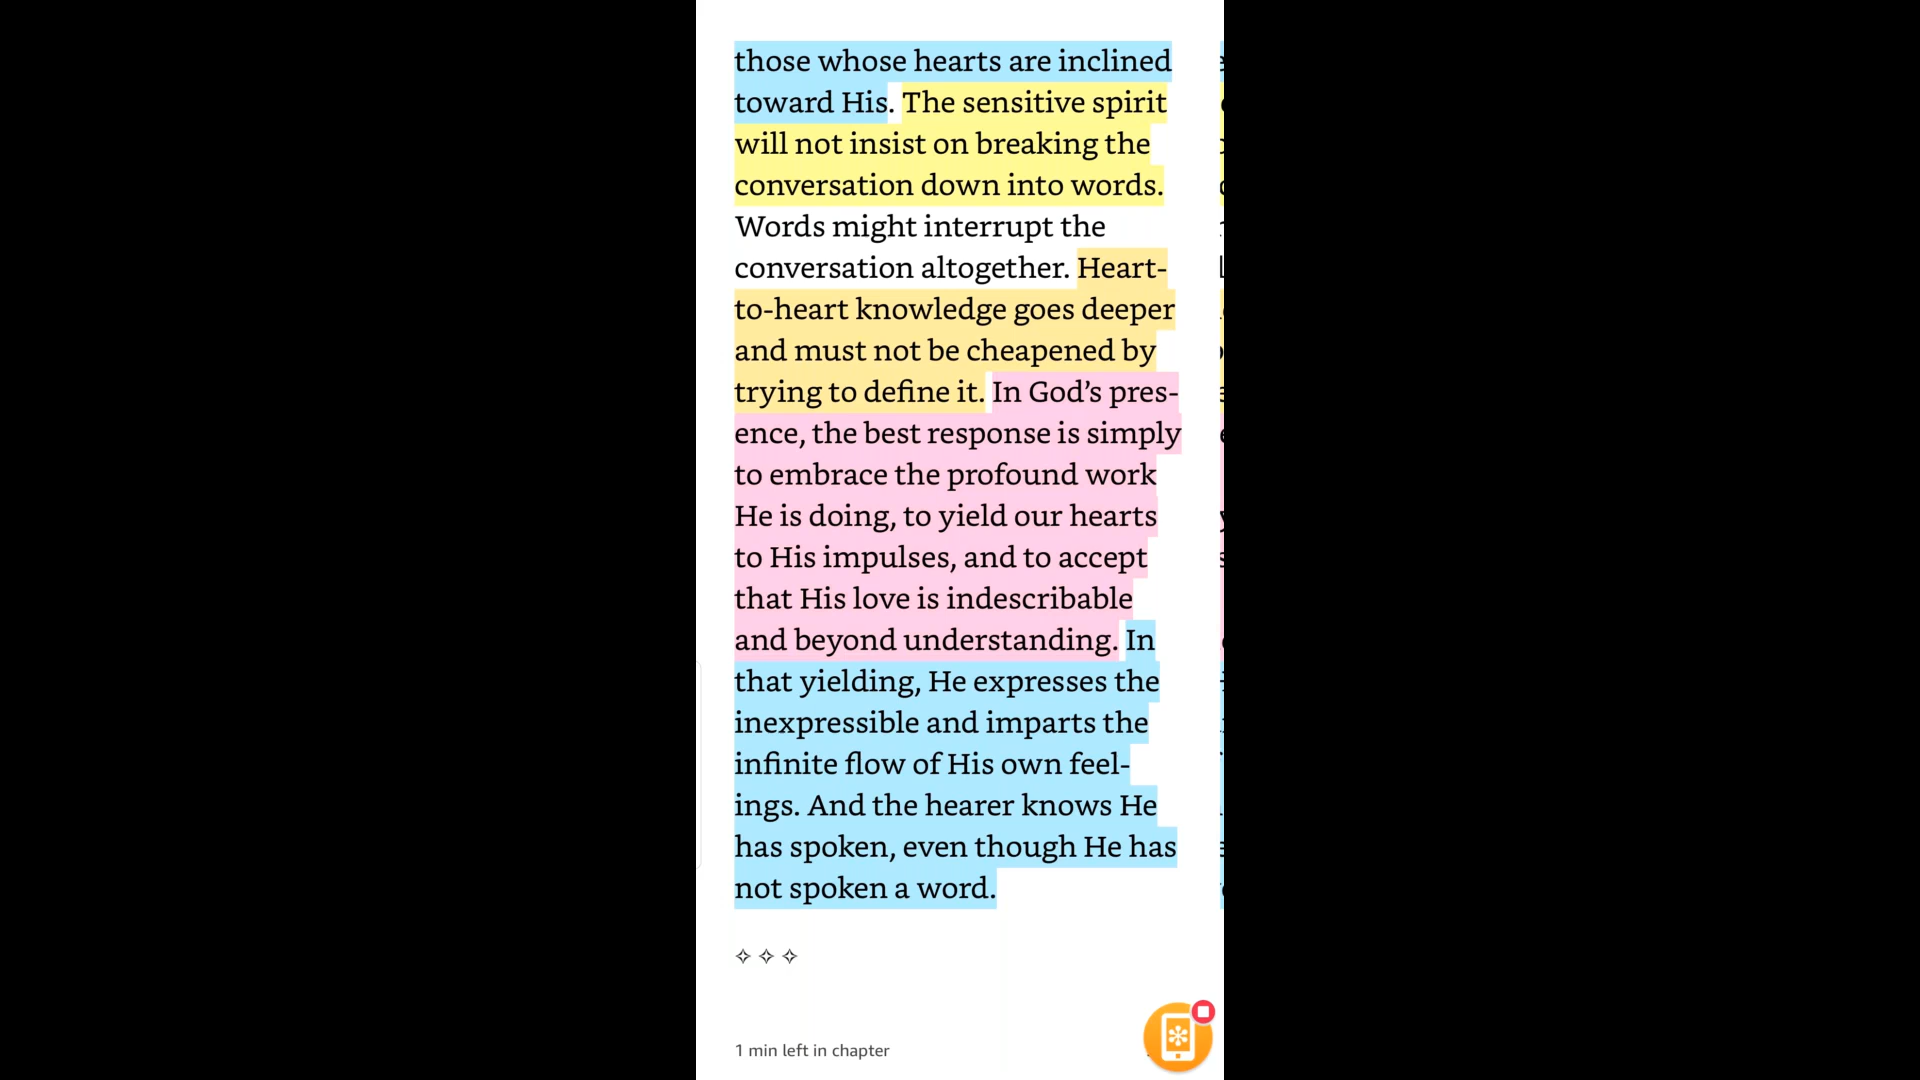 those whose hearts are inclined
toward His. The sensitive spirit
will not insist on breaking the
conversation down into words.
Words might interrupt the
conversation altogether. Heart-
to-heart knowledge goes deeper
and must not be cheapened by
trying to define it. In God’s pres-
ence, the best response is simply
to embrace the profound work
He is doing, to yield our hearts
to His impulses, and to accept
that His love is indescribable
and beyond understanding. In
that yielding, He expresses the
inexpressible and imparts the
infinite flow of His own feel-
ings. And the hearer knows He
has spoken, even though He has
not spoken a word.
1 min left in chapter